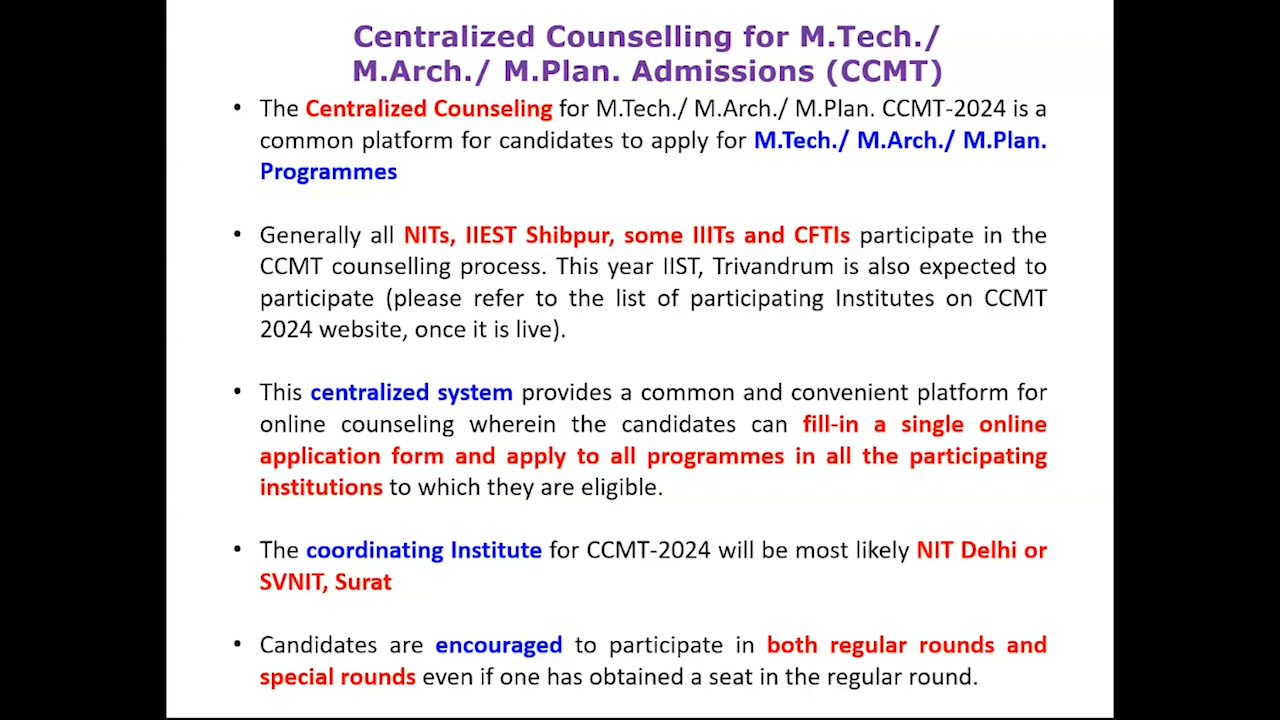 Centralized Counselling for M.Tech./
M.Arch./ M.Plan. Admissions (CCMT)
• The Centralized Counseling for M.Tech./ M.Arch./ M.Plan. CCMT-2024 is a
common platform for candidates to apply for M.Tech./ M.Arch./ M.Plan.
Programmes
• Generally all NITs, IIEST Shibpur, some IIITs and CFTIs participate in the
CCMT counselling process. This year IIST, Trivandrum is also expected to
participate (please refer to the list of participating Institutes on CCMT
2024 website, once it is live).
• This centralized system provides a common and convenient platform for
online counseling wherein the candidates can fill-in a single online
application form and apply to all programmes in all the participating
institutions to which they are eligible.
• The coordinating Institute for CCMT-2024 will be most likely NIT Delhi or
SVNIT, Surat
• Candidates are encouraged to participate in both regular rounds and
special rounds even if one has obtained a seat in the regular round.